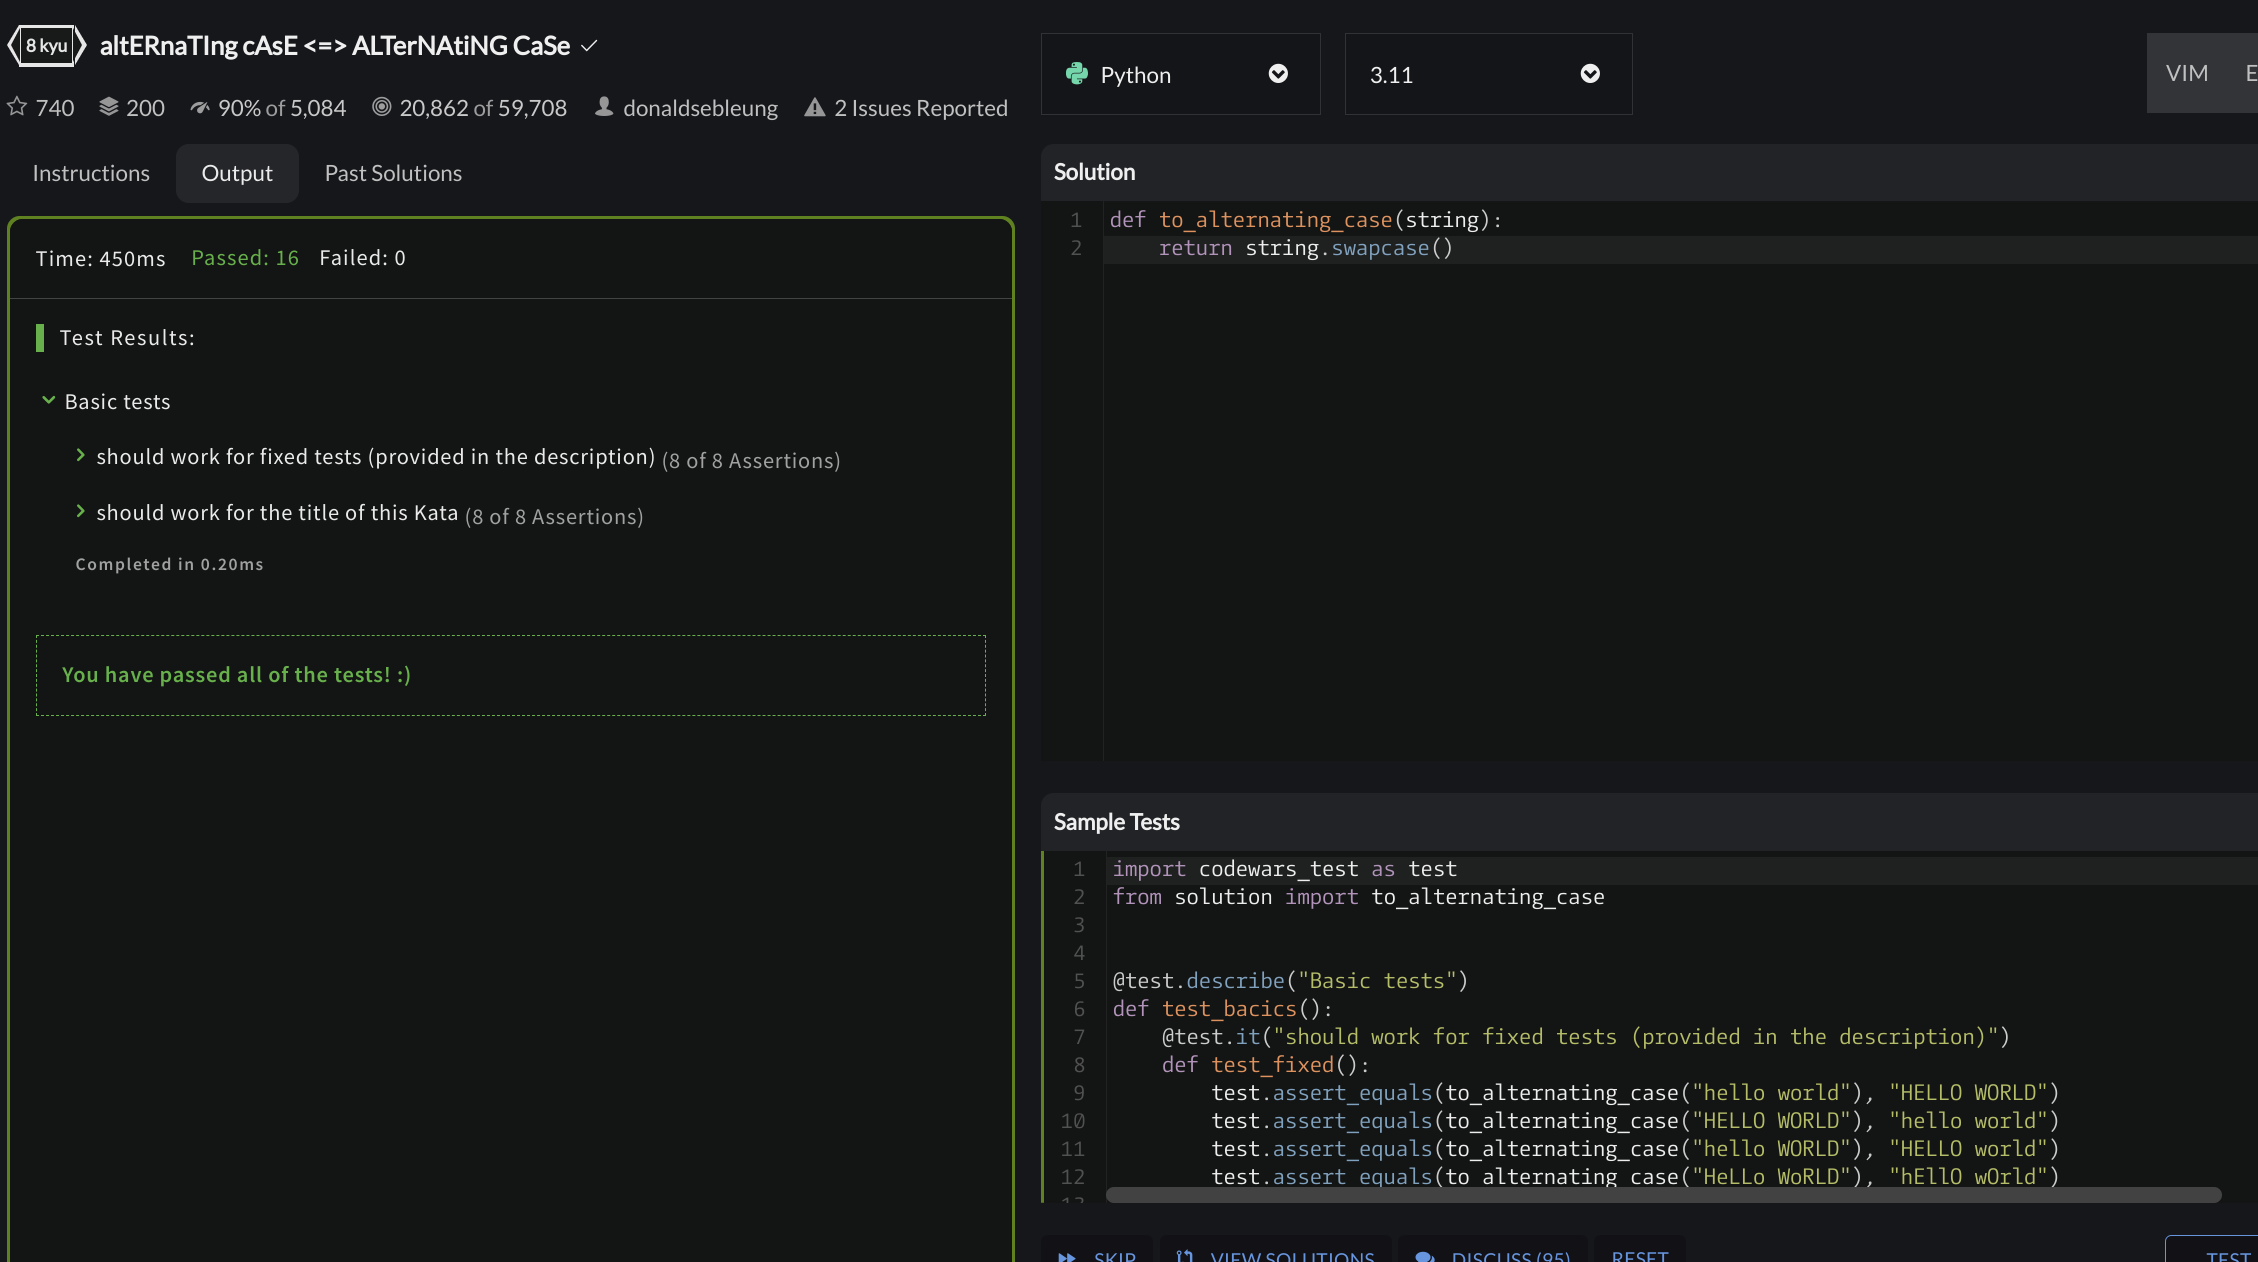 8 kyu altERnaTIng cAsE <=> ALTerNAtiNG CaSe
740 200 90% of 5,084 20,862 of 59,708 donaldsebleung 2 Issues Reported
Instructions Output Past Solutions
Time: 450ms Passed: 16 Failed: 0
Test Results:
Basic tests
should work for fixed tests (provided in the description) (8 of 8 Assertions)
should work for the title of this Kata (8 of 8 Assertions)
Completed in 0.20ms
You have passed all of the tests! :)
Python 3.11 VIM E
Solution
1 def to_alternating_case(string):
2 return string.swapcase()
Sample Tests
1 import codewars_test as test
2 from solution import to_alternating_case
3
4
5 @test.describe("Basic tests")
6 def test_bacics():
7 @test.it("should work for fixed tests (provided in the description)")
8 def test_fixed():
9 test.assert_equals(to_alternating_case("hello world"), "HELLO WORLD")
10 test.assert_equals(to_alternating_case("HELLO WORLD"), "hello world")
11 test.assert_equals(to_alternating_case("hello WORLD"), "HELLO world")
12 test.assert_equals(to_alternating_case("HeLLo WoRLD"), "hEllO wOrld")
13
SKIP VIEW SOLUTIONS DISCUSS (95) RESET TEST